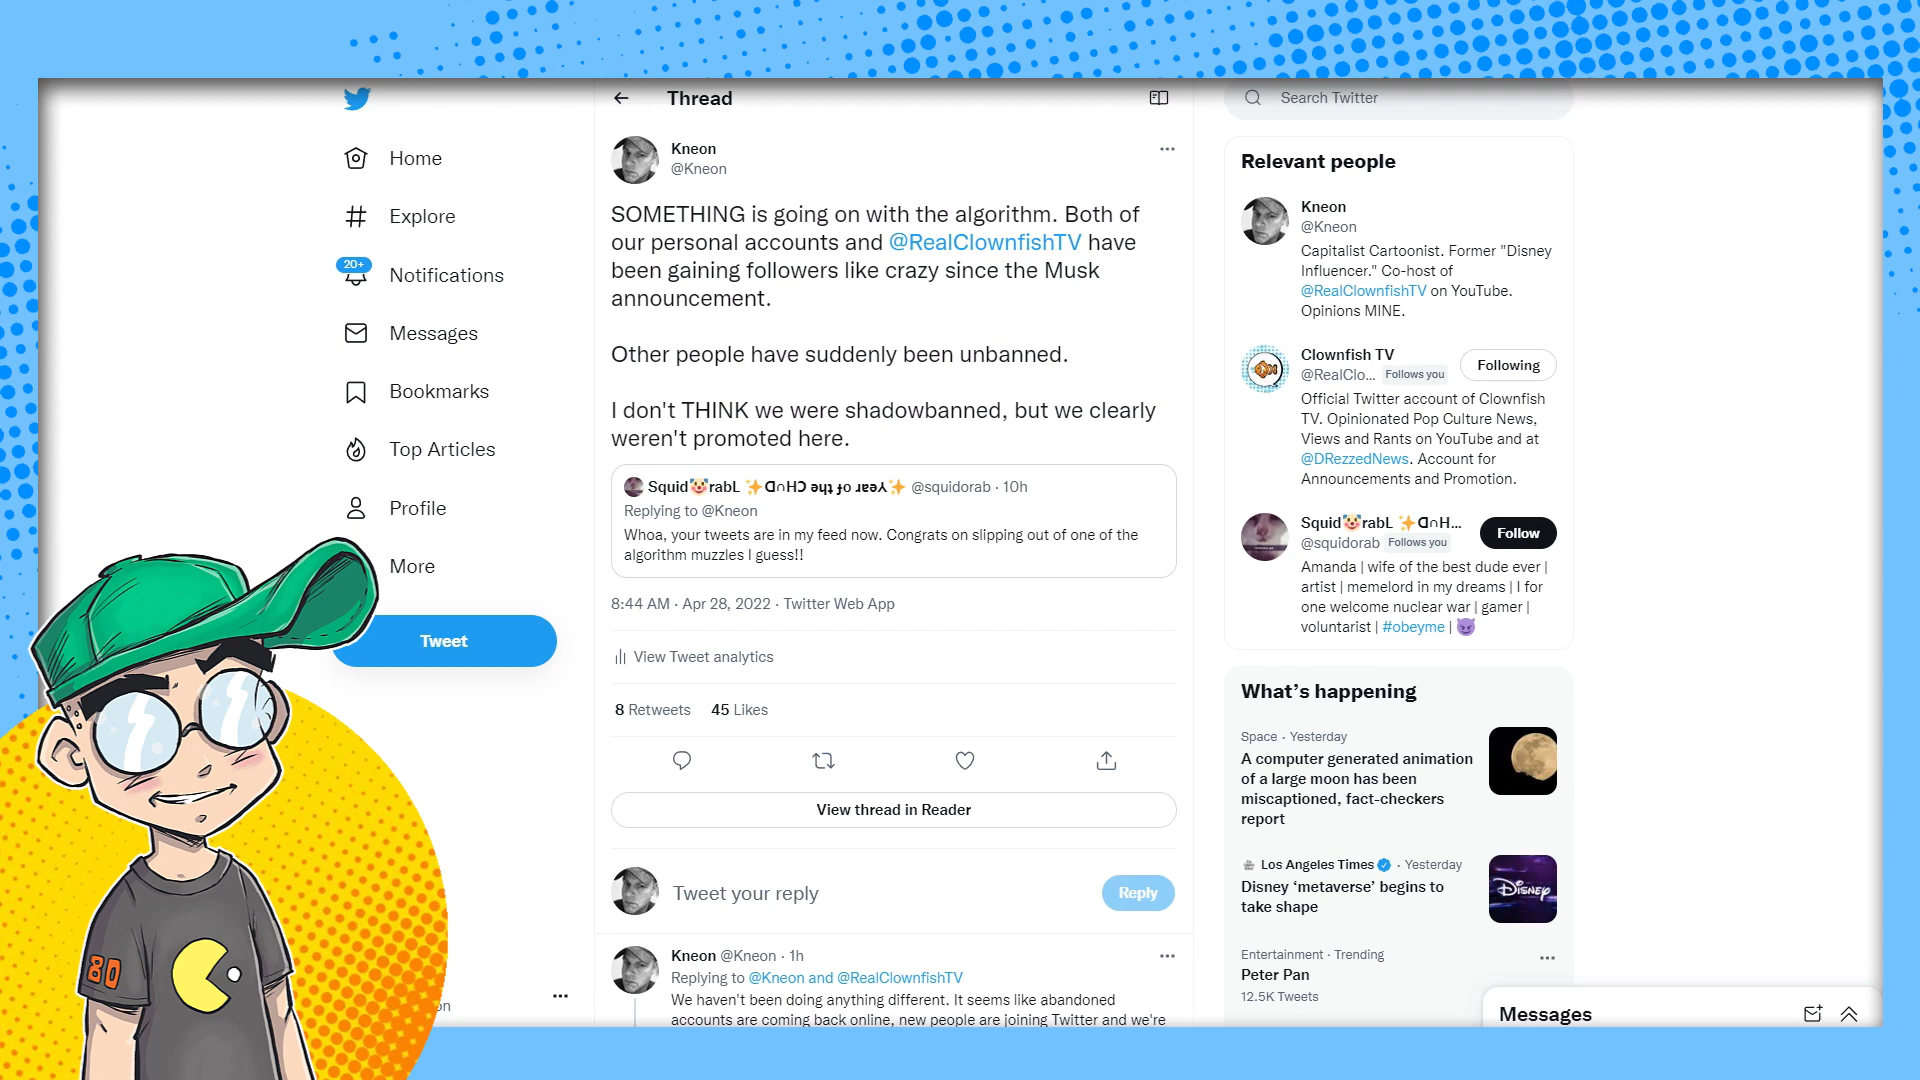 Home
Explore
20+
Notifications
Messages
Bookmarks
Top Articles
Profile
More
Tweet
80
Thread
Kneon
@Kneon
SOMETHING is going on with the algorithm. Both of
our personal accounts and @RealClownfishTV have
been gaining followers like crazy since the Musk
announcement.
Other people have suddenly been unbanned.
I don't THINK we were shadowbanned, but we clearly
weren't promoted here.
Squid🤡rabL ✨ᗡ∩HƆ ǝɥʇ ɟo ɹɐǝ⅄✨ @squidorab · 10h
Replying to @Kneon
Whoa, your tweets are in my feed now. Congrats on slipping out of one of the
algorithm muzzles I guess!!
8:44 AM · Apr 28, 2022 · Twitter Web App
View Tweet analytics
8 Retweets 45 Likes
View thread in Reader
Tweet your reply
Reply
Kneon @Kneon · 1h
Replying to @Kneon and @RealClownfishTV
We haven't been doing anything different. It seems like abandoned
accounts are coming back online, new people are joining Twitter and we're
Search Twitter
Relevant people
Kneon
@Kneon
Capitalist Cartoonist. Former "Disney
Influencer." Co-host of
@RealClownfishTV on YouTube.
Opinions MINE.
Clownfish TV
@RealClo... Follows you
Following
Official Twitter account of Clownfish
TV. Opinionated Pop Culture News,
Views and Rants on YouTube and at
@DRezzedNews. Account for
Announcements and Promotion.
Squid🤡rabL ✨ᗡ∩H...
@squidorab Follows you
Follow
Amanda | wife of the best dude ever |
artist | memelord in my dreams | I for
one welcome nuclear war | gamer |
voluntarist | #obeyme | 😈
What's happening
Space · Yesterday
A computer generated animation
of a large moon has been
miscaptioned, fact-checkers
report
Los Angeles Times · Yesterday
Disney 'metaverse' begins to
take shape
Disney
Entertainment · Trending
Peter Pan
12.5K Tweets
Messages